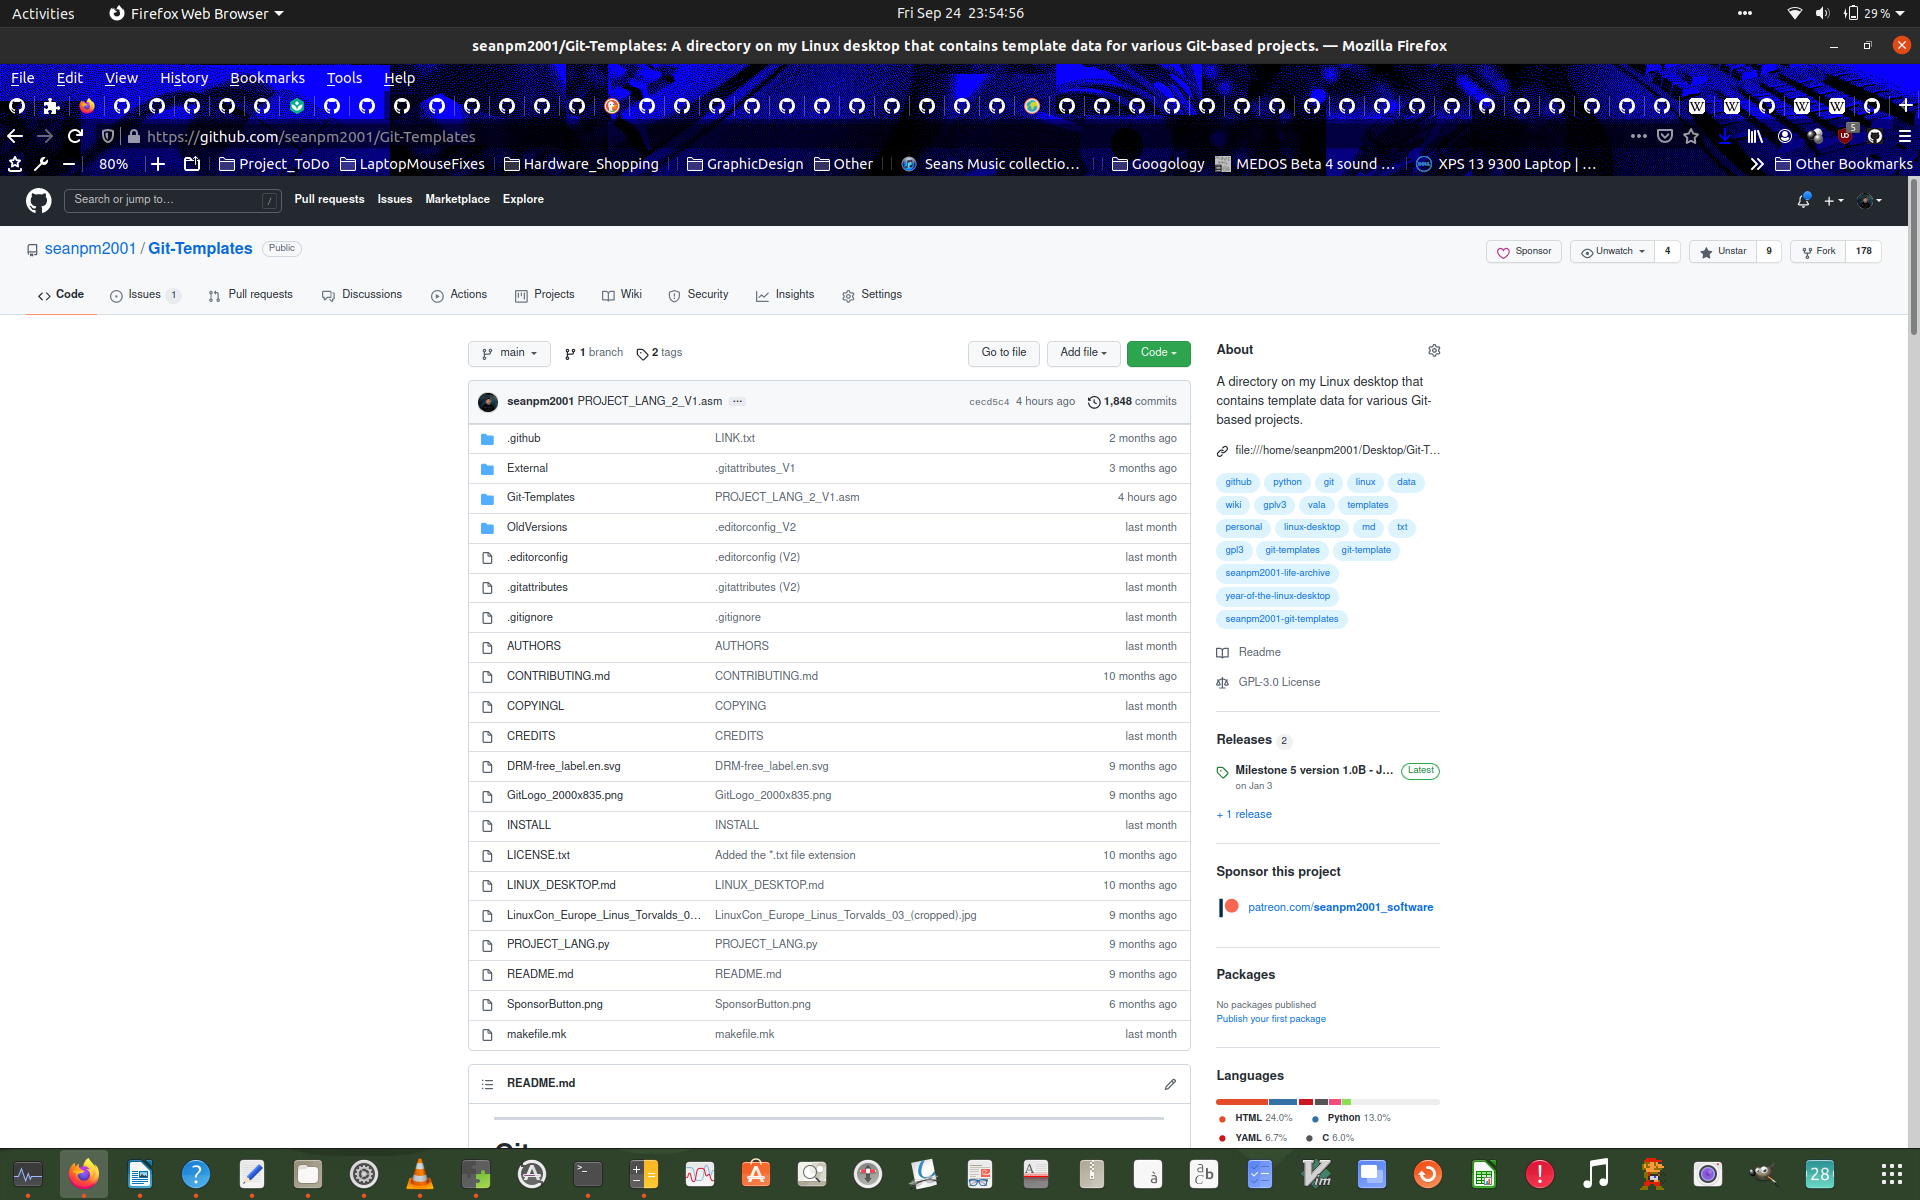 Activities Firefox Web Browser Fri Sep 24 23:54:56 29 %
seanpm2001/Git-Templates: A directory on my Linux desktop that contains template data for various Git-based projects. — Mozilla Firefox
File Edit View History Bookmarks Tools Help
https://github.com/seanpm2001/Git-Templates 5
80% Project_ToDo LaptopMouseFixes Hardware_Shopping GraphicDesign Other Seans Music collectio… Googology MEDOS Beta 4 sound … XPS 13 9300 Laptop | … Other Bookmarks
Search or jump to… / Pull requests Issues Marketplace Explore
seanpm2001 / Git-Templates Public Sponsor Unwatch 4 Unstar 9 Fork 178
Code Issues 1 Pull requests Discussions Actions Projects Wiki Security Insights Settings
main 1 branch 2 tags Go to file Add file Code
seanpm2001 PROJECT_LANG_2_V1.asm ... cecd5c4 4 hours ago 1,848 commits
.github LINK.txt 2 months ago
External .gitattributes_V1 3 months ago
Git-Templates PROJECT_LANG_2_V1.asm 4 hours ago
OldVersions .editorconfig_V2 last month
.editorconfig .editorconfig (V2) last month
.gitattributes .gitattributes (V2) last month
.gitignore .gitignore last month
AUTHORS AUTHORS last month
CONTRIBUTING.md CONTRIBUTING.md 10 months ago
COPYINGL COPYING last month
CREDITS CREDITS last month
DRM-free_label.en.svg DRM-free_label.en.svg 9 months ago
GitLogo_2000x835.png GitLogo_2000x835.png 9 months ago
INSTALL INSTALL last month
LICENSE.txt Added the *.txt file extension 10 months ago
LINUX_DESKTOP.md LINUX_DESKTOP.md 10 months ago
LinuxCon_Europe_Linus_Torvalds_0… LinuxCon_Europe_Linus_Torvalds_03_(cropped).jpg 9 months ago
PROJECT_LANG.py PROJECT_LANG.py 9 months ago
README.md README.md 9 months ago
SponsorButton.png SponsorButton.png 6 months ago
makefile.mk makefile.mk last month
README.md
About
A directory on my Linux desktop that
contains template data for various Git-
based projects.
file:///home/seanpm2001/Desktop/Git-T…
github python git linux data
wiki gplv3 vala templates
personal linux-desktop md txt
gpl3 git-templates git-template
seanpm2001-life-archive
year-of-the-linux-desktop
seanpm2001-git-templates
Readme
GPL-3.0 License
Releases 2
Milestone 5 version 1.0B - J… Latest
on Jan 3
+ 1 release
Sponsor this project
patreon.com/seanpm2001_software
Packages
No packages published
Publish your first package
Languages
HTML 24.0% Python 13.0%
YAML 6.7% C 6.0%
28